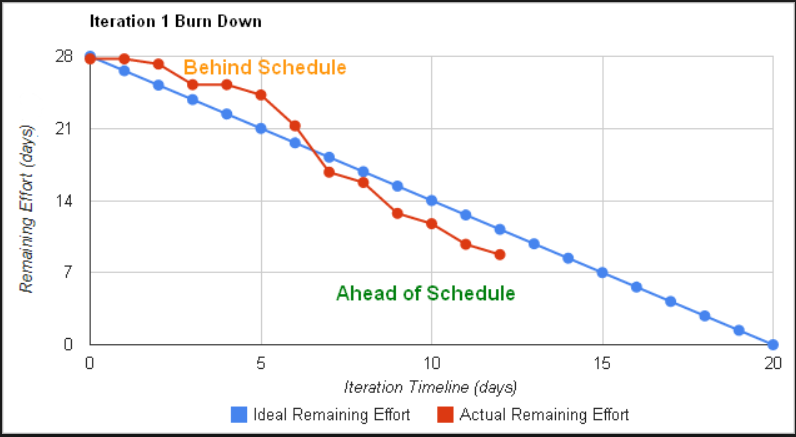 Iteration 1 Burn Down
28
Behind Schedule
21
14
7
Ahead of Schedule
0
0 5 10 15 20
Remaining Effort (days)
Iteration Timeline (days)
Ideal Remaining Effort Actual Remaining Effort